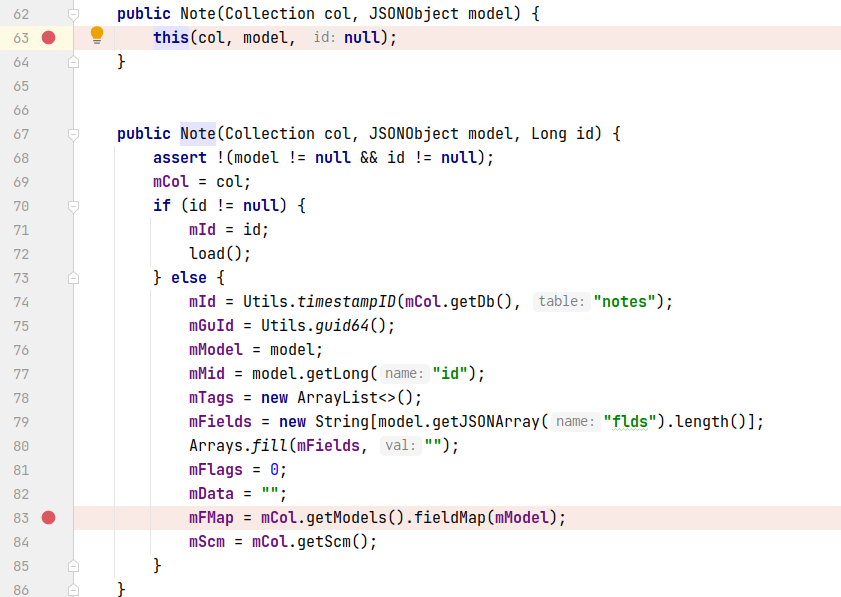 62 public Note(Collection col, JSONObject model) {
63 this(col, model, id: null);
64 }
65
66
67 public Note(Collection col, JSONObject model, Long id) {
68 assert !(model != null && id != null);
69 mCol = col;
70 if (id != null) {
71 mId = id;
72 load();
73 } else {
74 mId = Utils.timestampID(mCol.getDb(), table: "notes");
75 mGuId = Utils.guid64();
76 mModel = model;
77 mMid = model.getLong( name: "id");
78 mTags = new ArrayList<>();
79 mFields = new String[model.getJSONArray( name: "flds").length()];
80 Arrays.fill(mFields, val: "");
81 mFlags = 0;
82 mData = "";
83 mFMap = mCol.getModels().fieldMap(mModel);
84 mScm = mCol.getScm();
85 }
86 }